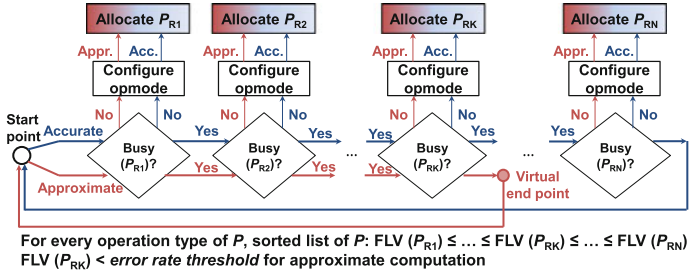 Allocate PR1 Allocate PR2 Allocate PRK Allocate PRN
Appr. Acc. Appr. Acc. Appr. Acc. Appr. Acc.
Configure opmode Configure opmode Configure opmode Configure opmode
No No No No No No No No
Start point
Accurate Yes Yes Yes Yes Yes
Busy (PR1)? Busy (PR2)? ... Busy (PRK)? ... Busy (PRN)?
Approximate Yes Yes Yes
Virtual end point
For every operation type of P, sorted list of P: FLV (PR1) ≤ ... ≤ FLV (PRK) ≤ ... ≤ FLV (PRN)
FLV (PRK) < error rate threshold for approximate computation